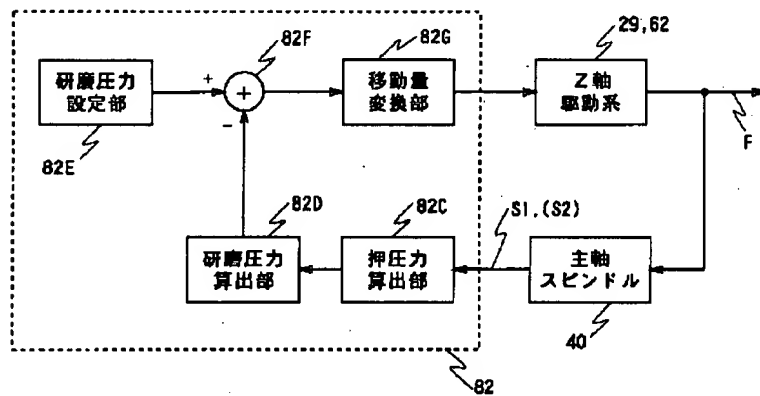 82F
82G
29,62
研磨圧力
設定部
+
+
移動量
変換部
Z軸
駆動系
−
F
82E
82D
82C
S1,(S2)
研磨圧力
算出部
押圧力
算出部
主軸
スピンドル
40
82